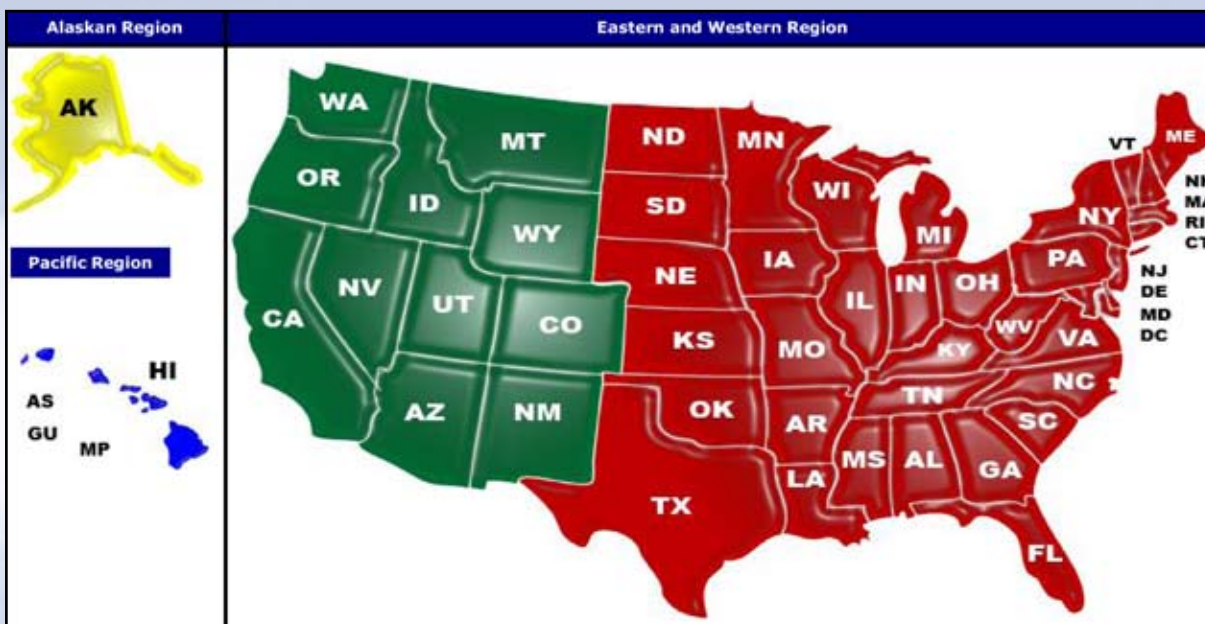 Alaskan Region
Eastern and Western Region
AK
Pacific Region
HI
AS
GU
MP
WA
MT
ND
MN
ME
VT
OR
ID
WY
SD
WI
MI
NY
MA
RI
CT
NV
UT
CO
NE
IA
IL
IN
OH
PA
NJ
DE
MD
DC
CA
KS
MO
KY
WV
VA
AZ
NM
OK
AR
TN
NC
SC
TX
LA
MS
AL
GA
FL